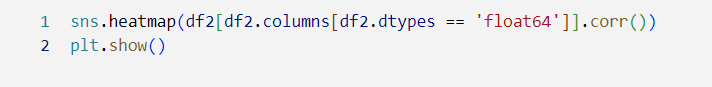 1 sns.heatmap(df2[df2.columns[df2.dtypes == 'float64']].corr())
2 plt.show()